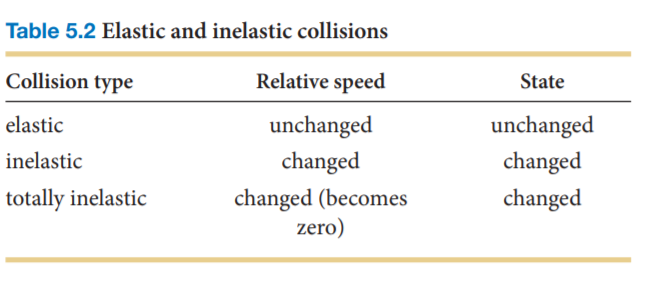 Table 5.2 Elastic and inelastic collisions
Collision type Relative speed State
elastic unchanged unchanged
inelastic changed changed
totally inelastic changed (becomes changed
zero)